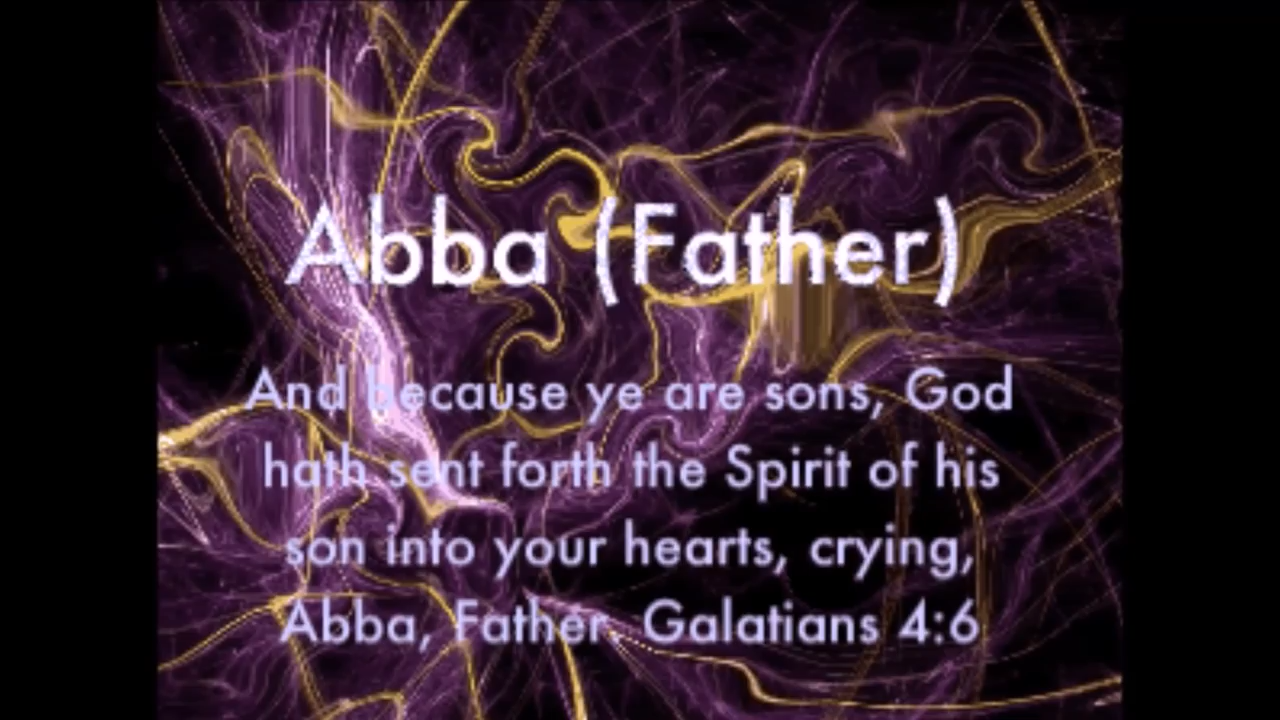 Abba (Father)
And because ye are sons, God
hath sent forth the Spirit of his
son into your hearts, crying,
Abba, Father. Galatians 4:6